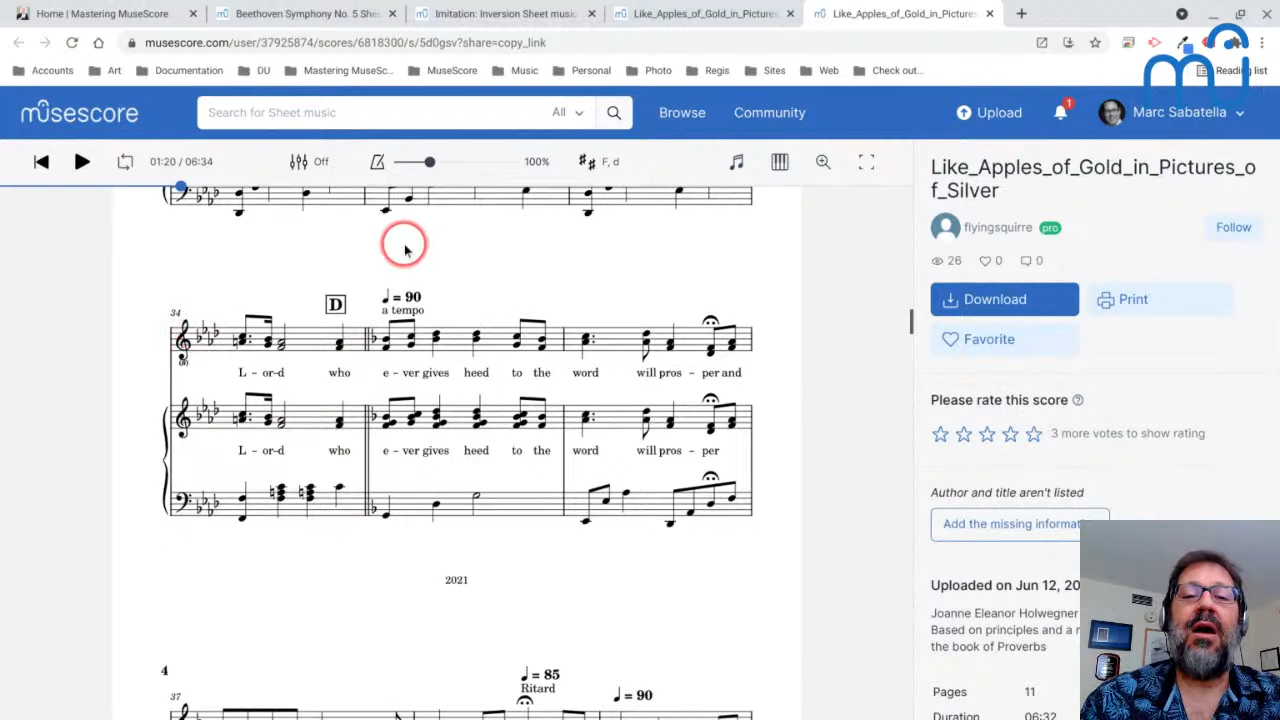 Home | Mastering MuseScore
Beethoven Symphony No. 5 She
Imitation: Inversion Sheet music
Like_Apples_of_Gold_in_Pictures_
Like_Apples_of_Gold_in_Pictures_
musescore.com/user/37925874/scores/6818300/s/5d0gsv?share=copy_link
Accounts
Art
Documentation
DU
Mastering MuseSc...
MuseScore
Music
Personal
Photo
Regis
Sites
Web
Check out...
Reading list
musescore
Search for Sheet music
All
Browse
Community
Upload
1
Marc Sabatella
01:20 / 06:34
Off
100%
F, d
Like_Apples_of_Gold_in_Pictures_o
f_Silver
flyingsquirre pro
Follow
26 0 0
Download
Print
Favorite
Please rate this score
3 more votes to show rating
Author and title aren't listed
Add the missing informat
Uploaded on Jun 12, 20
Joanne Eleanor Holwegner
Based on principles and a
the book of Proverbs
Pages 11
Duration 06:32
D
= 90
a tempo
34
L - or-d who e - ver gives heed to the word will pros - per and
L - or-d who e - ver gives heed to the word will pros - per
2021
4
= 85
Ritard
= 90
37